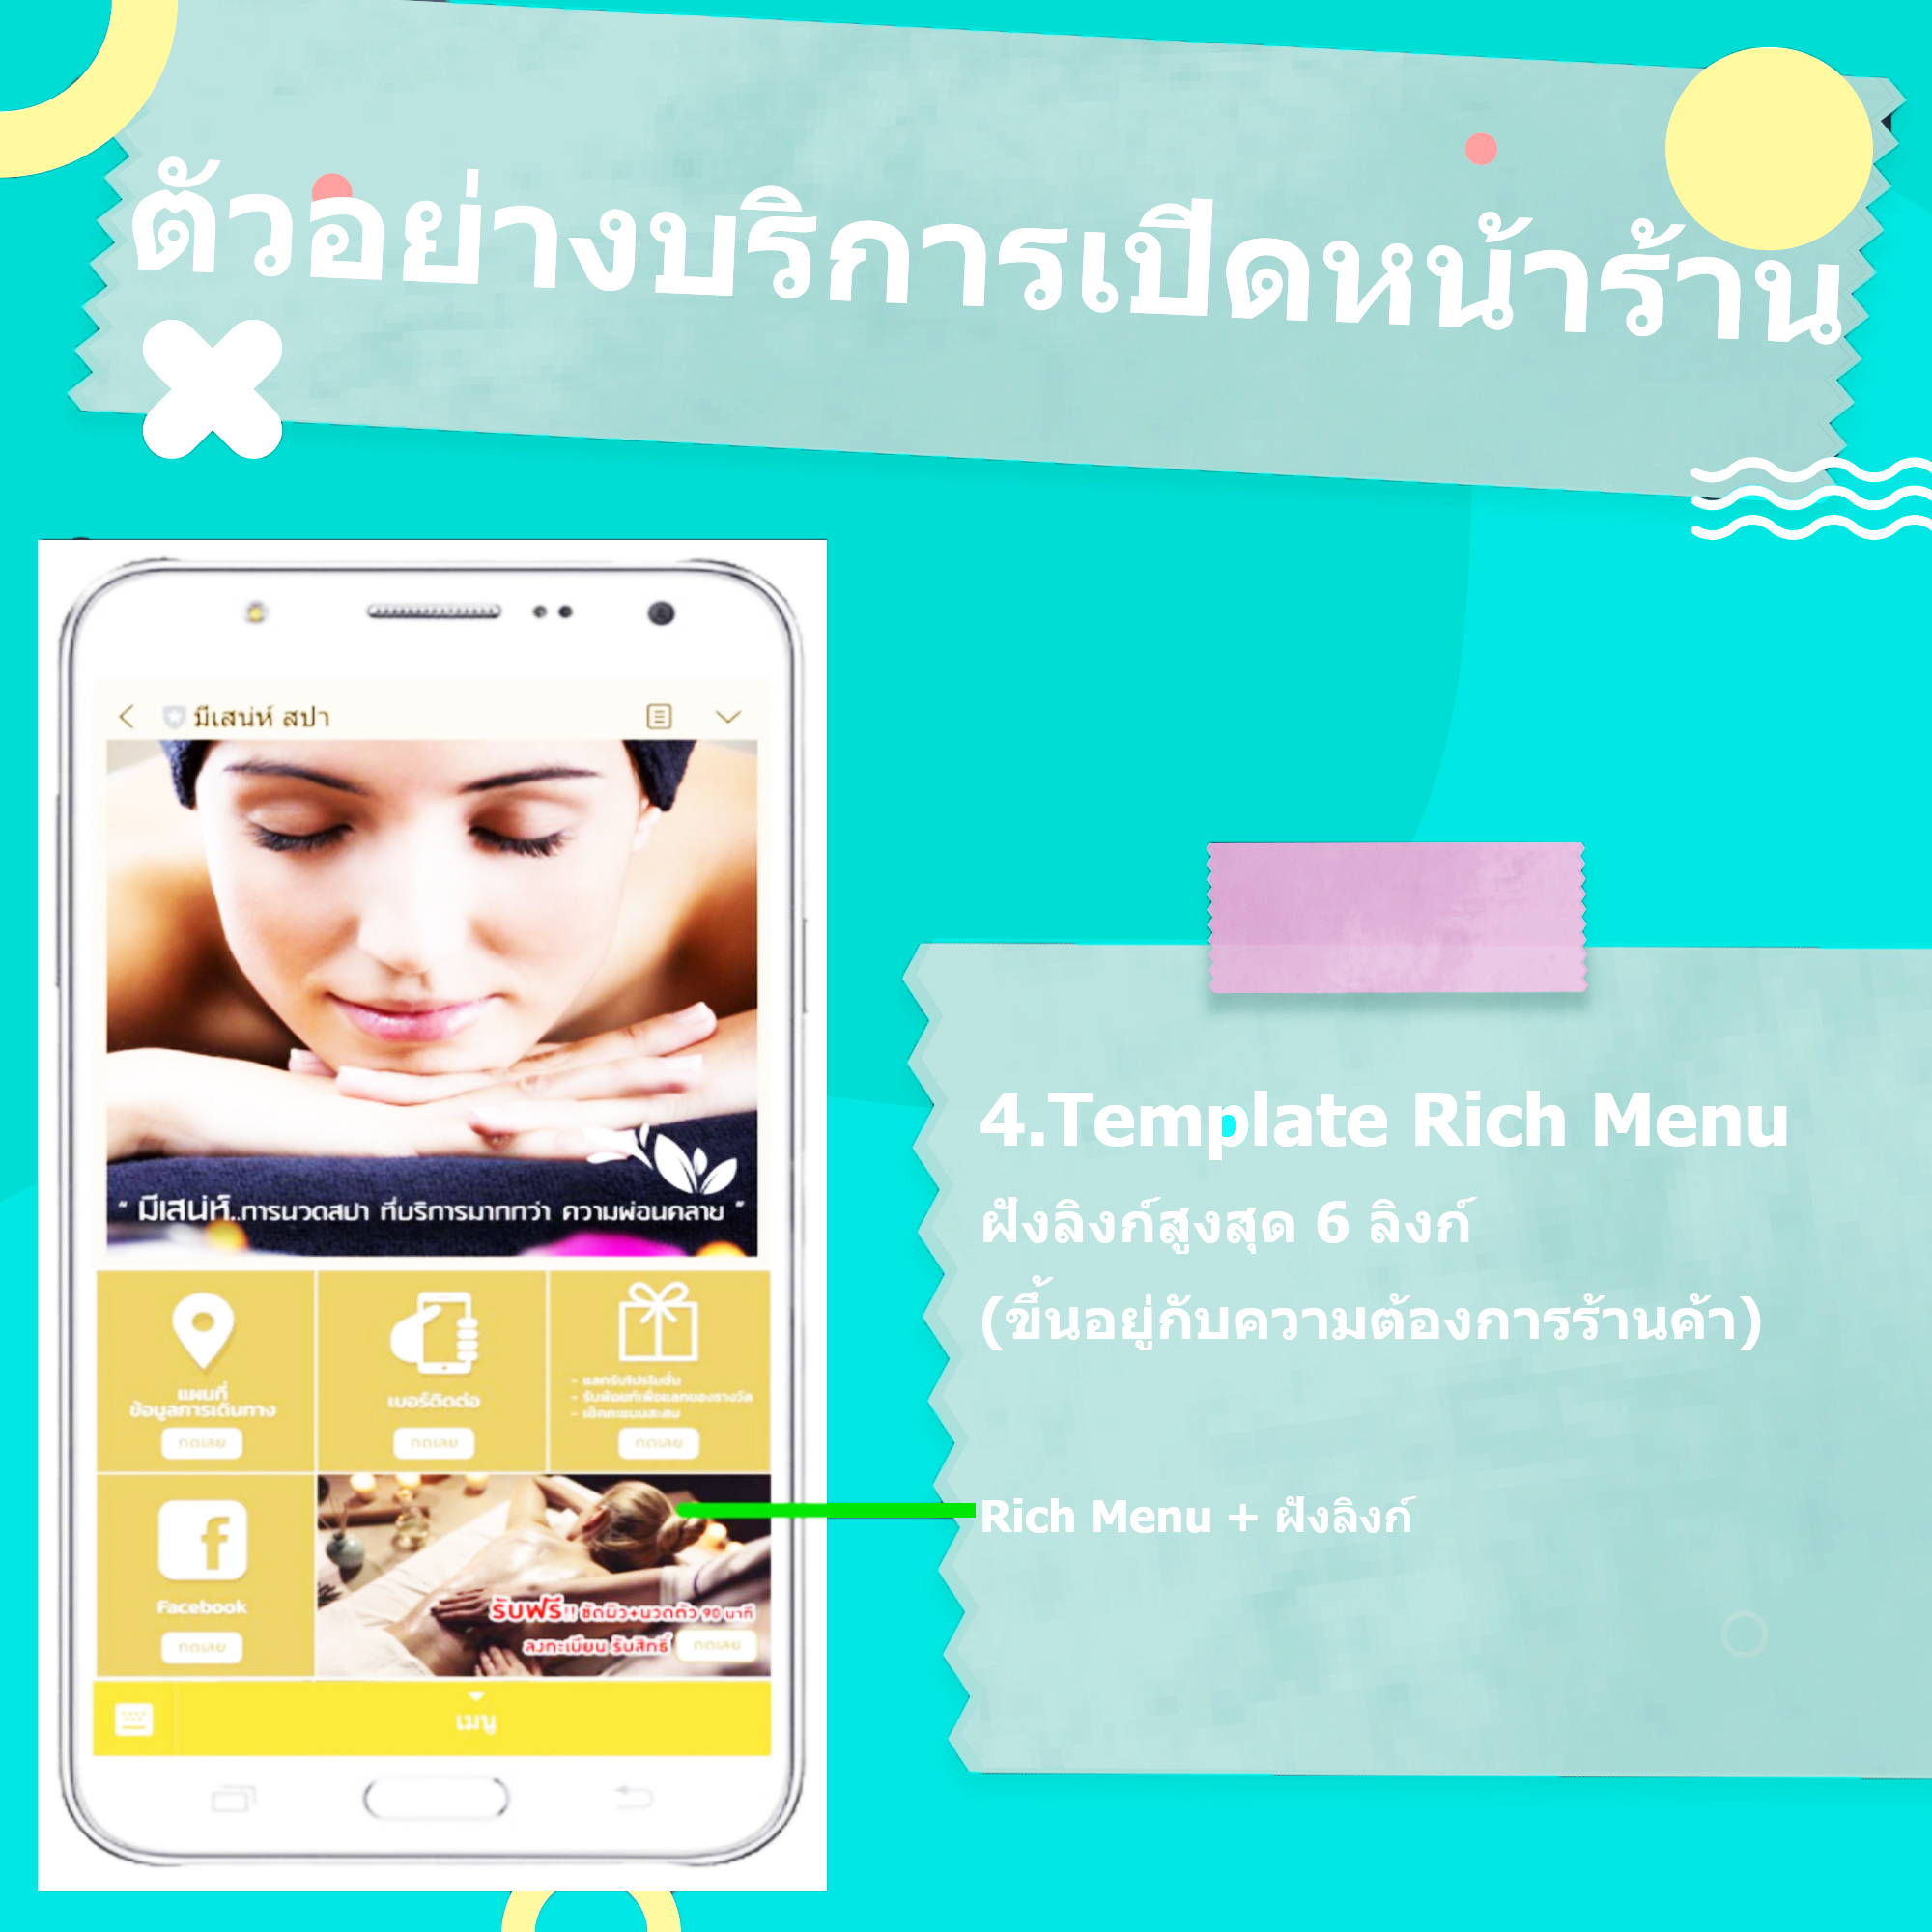 ตัวอย่างบริการเปิดหน้าร้าน
มีเสน่ห์ สปา
" มีเสน่ห์..การนวดสปา ที่บริการมากกว่า ความผ่อนคลาย "
แผนที่
ข้อมูลการเดินทาง
กดเลย
เบอร์ติดต่อ
กดเลย
- แลกรับโปรโมชั่น
- รับพ้อยท์เพื่อแลกของรางวัล
- เช็คคะแนนสะสม
กดเลย
Facebook
กดเลย
รับฟรี!! ขัดผิว+นวดตัว 90 นาที
ลงทะเบียน รับสิทธิ์ กดเลย
เมนู
4.Template Rich Menu
ฝังลิงก์สูงสุด 6 ลิงก์
(ขึ้นอยู่กับความต้องการร้านค้า)
Rich Menu + ฝังลิงก์